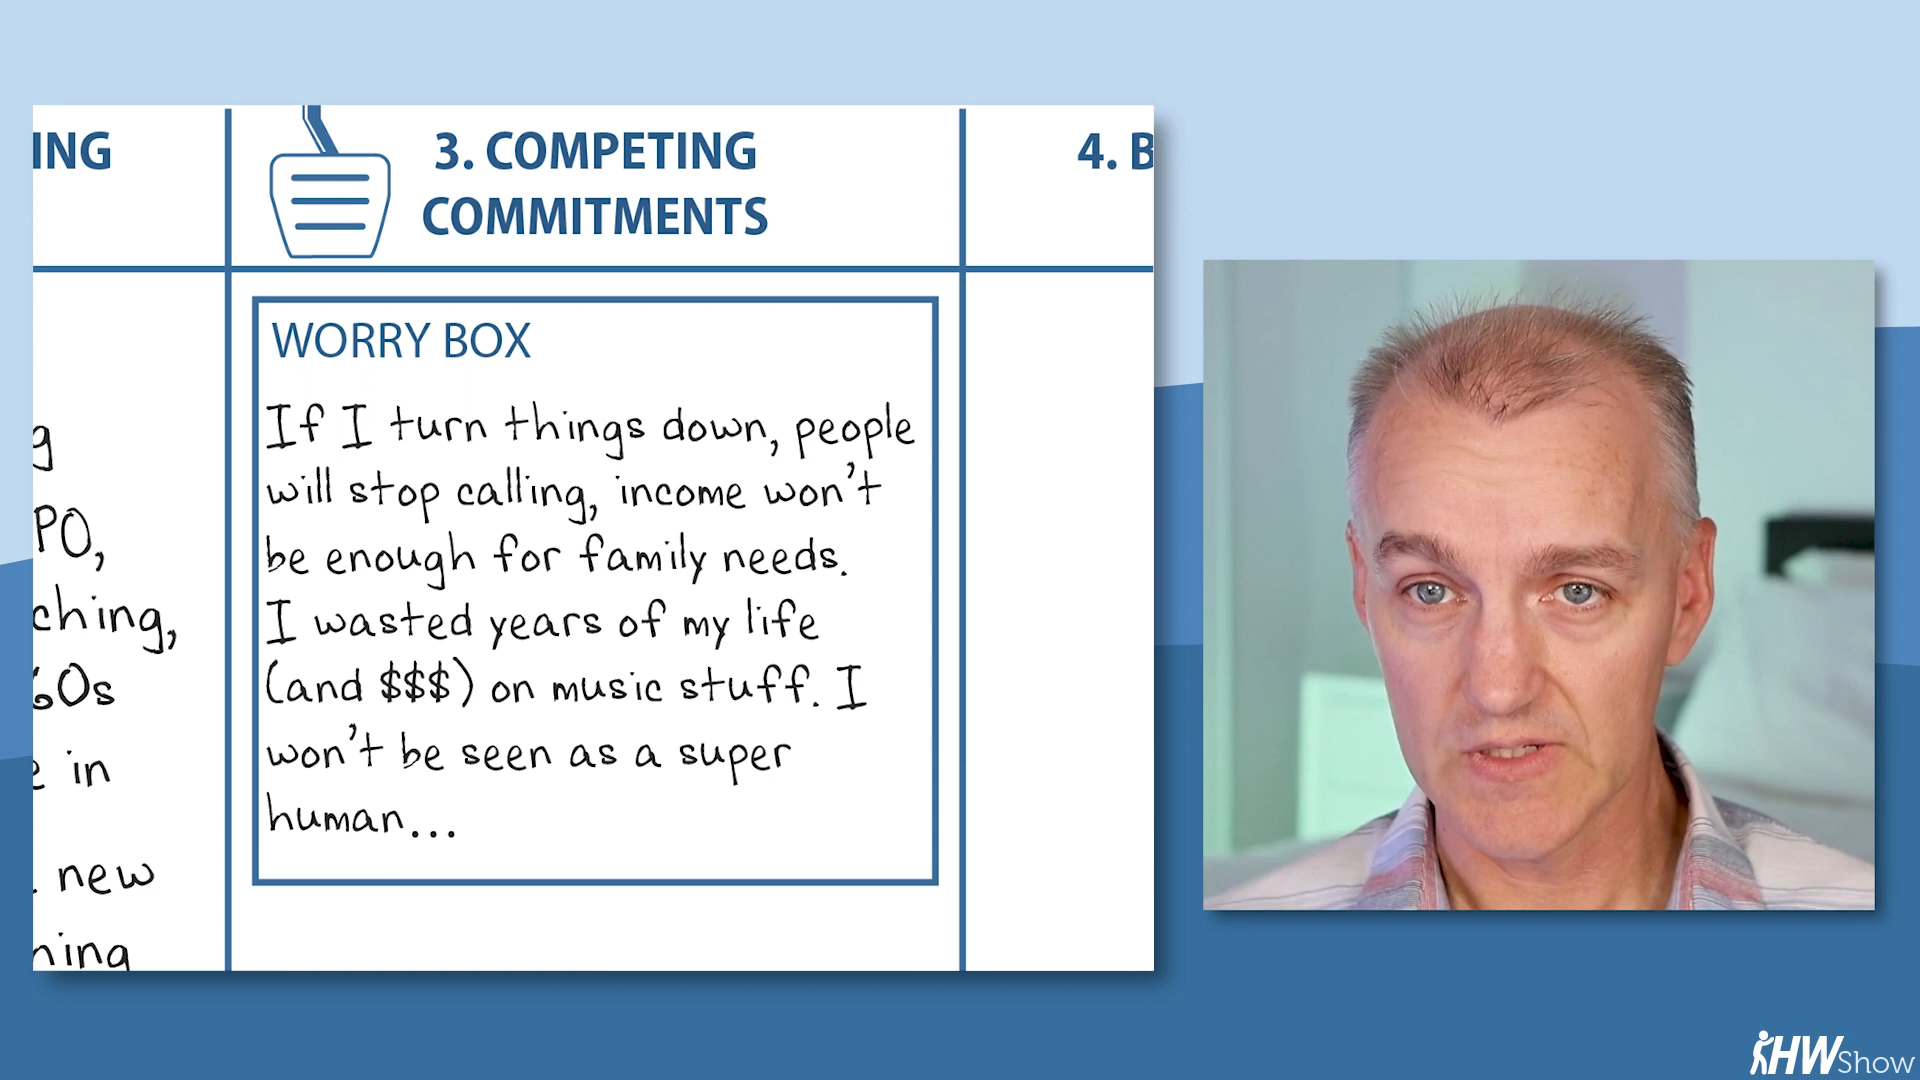 ING
3. COMPETING
COMMITMENTS
4. B
WORRY BOX
If I turn things down, people
will stop calling, income won't
be enough for family needs.
I wasted years of my life
(and $$$) on music stuff. I
won't be seen as a super
human...
g
PO,
ching,
60s
e in
new
ning
HWShow